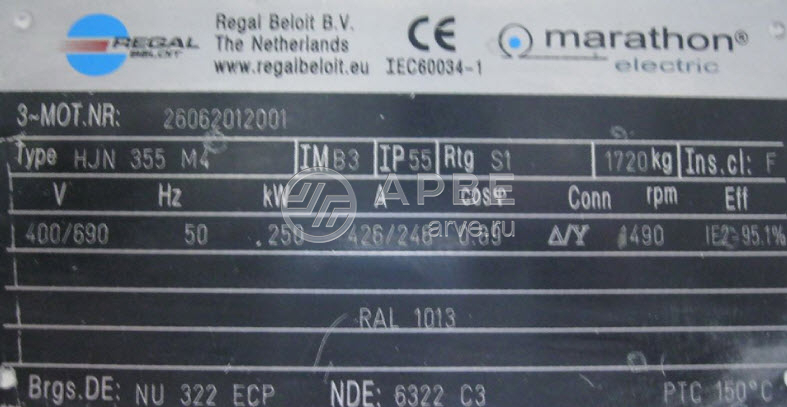 REGAL
BELOIT
Regal Beloit B.V.
The Netherlands
www.regalbeloit.eu
CE
IEC60034-1
marathon®
electric
3~MOT.NR: 26062012001
Type HJN 355 M4 IM B3 IP 55 Rtg S1 1720 kg Ins.cl: F
V Hz kW A cosφ Conn rpm Eff
400/690 50 250 426/246 Δ/Y 1490 IE2-95.1%
АРВЕ
arve.ru
RAL 1013
Brgs.DE: NU 322 ECP NDE: 6322 C3 PTC 150°C